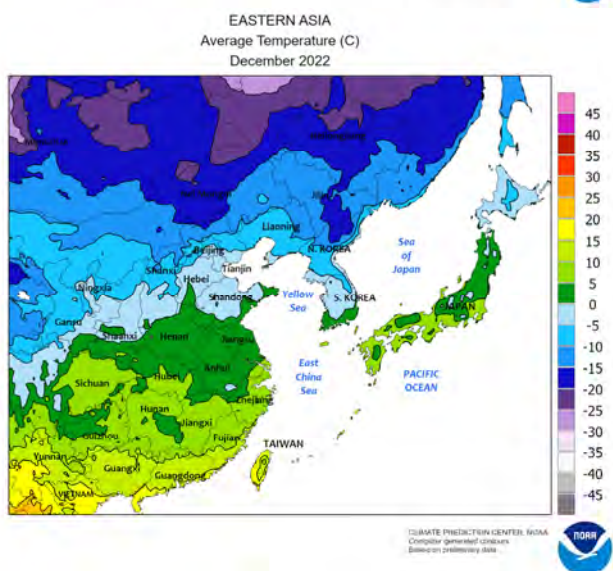 EASTERN ASIA
Average Temperature (C)
December 2022
45
40
35
30
25
20
15
10
5
0
-5
-10
-15
-20
-25
-30
-35
-40
-45
Liaoning
Beijing
N. KOREA
Sea
of
Japan
Tianjin
Shanxi
Hebei
Ningxia
Shandong
Yellow
Sea
S. KOREA
JAPAN
Gansu
Shaanxi
Henan
Jiangsu
Anhui
East
China
Sea
PACIFIC
OCEAN
Sichuan
Hubei
Zhejiang
Hunan
Jiangxi
Guizhou
Fujian
TAIWAN
Yunnan
Guangxi
Guangdong
VIETNAM
CLIMATE PREDICTION CENTER, NOAA
Computer generated contours
Based on preliminary data
NOAA